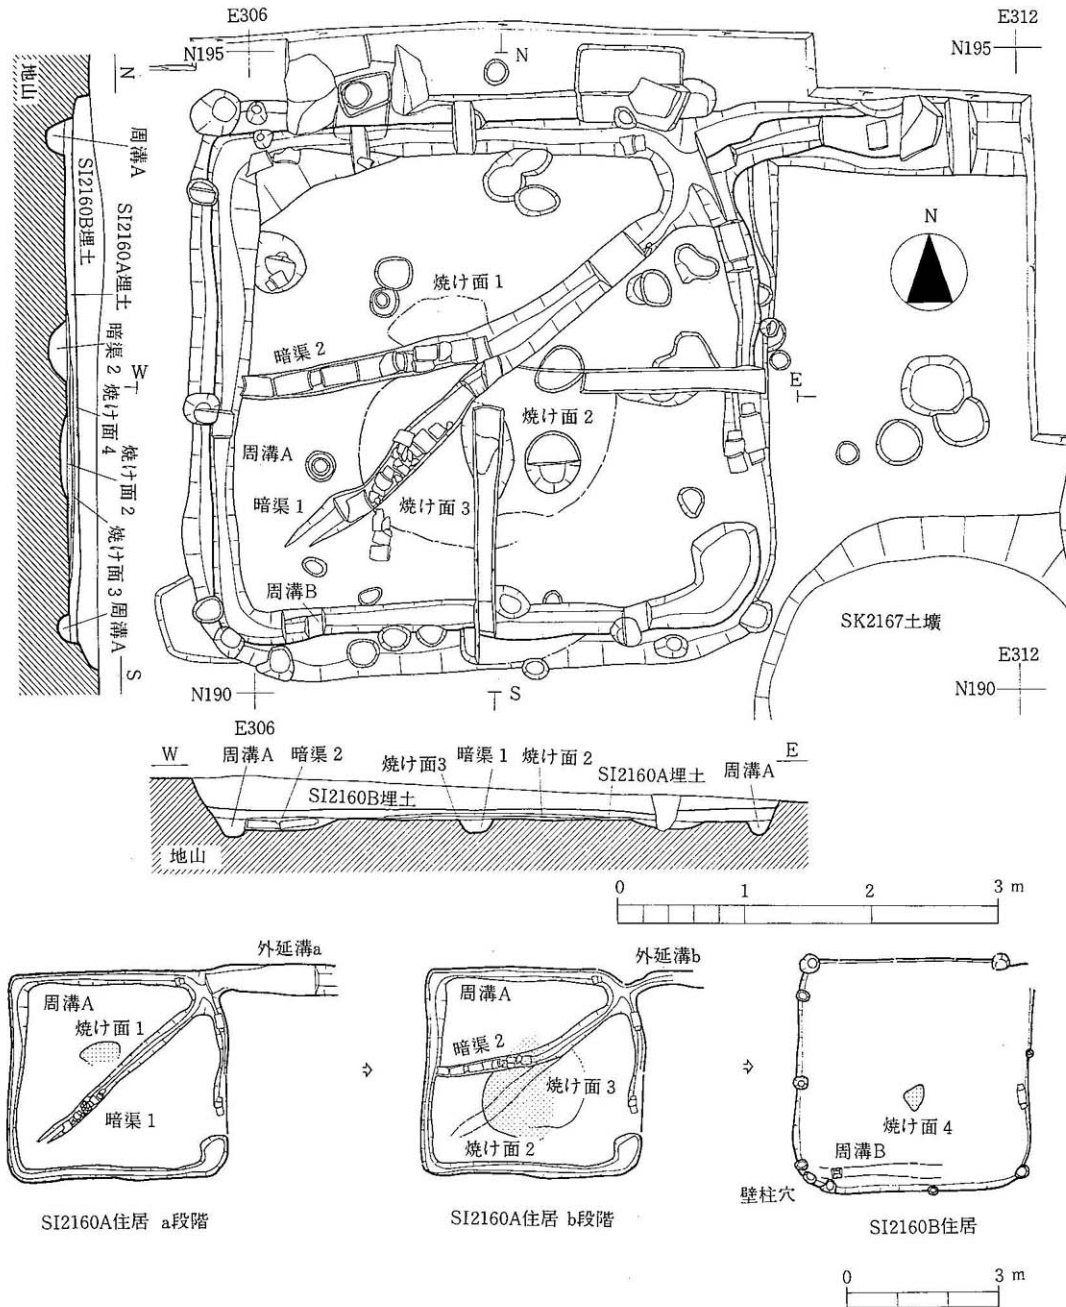 E306
E312
N195
N
N195
地山
N
周溝A
SI2160B埋土
SI2160A埋土
暗渠2
W
焼け面4
焼け面2
焼け面3
周溝A
S
N
焼け面1
暗渠2
E
焼け面2
周溝A
暗渠1
焼け面3
周溝B
SK2167土壙
E312
N190
S
N190
E306
W
周溝A
暗渠2
焼け面3
暗渠1
焼け面2
SI2160A埋土
周溝A
E
SI2160B埋土
地山
0 1 2 3 m
外延溝a
周溝A
焼け面1
暗渠1
SI2160A住居 a段階
⇨
外延溝b
周溝A
暗渠2
焼け面3
焼け面2
SI2160A住居 b段階
⇨
焼け面4
周溝B
壁柱穴
SI2160B住居
0 3 m